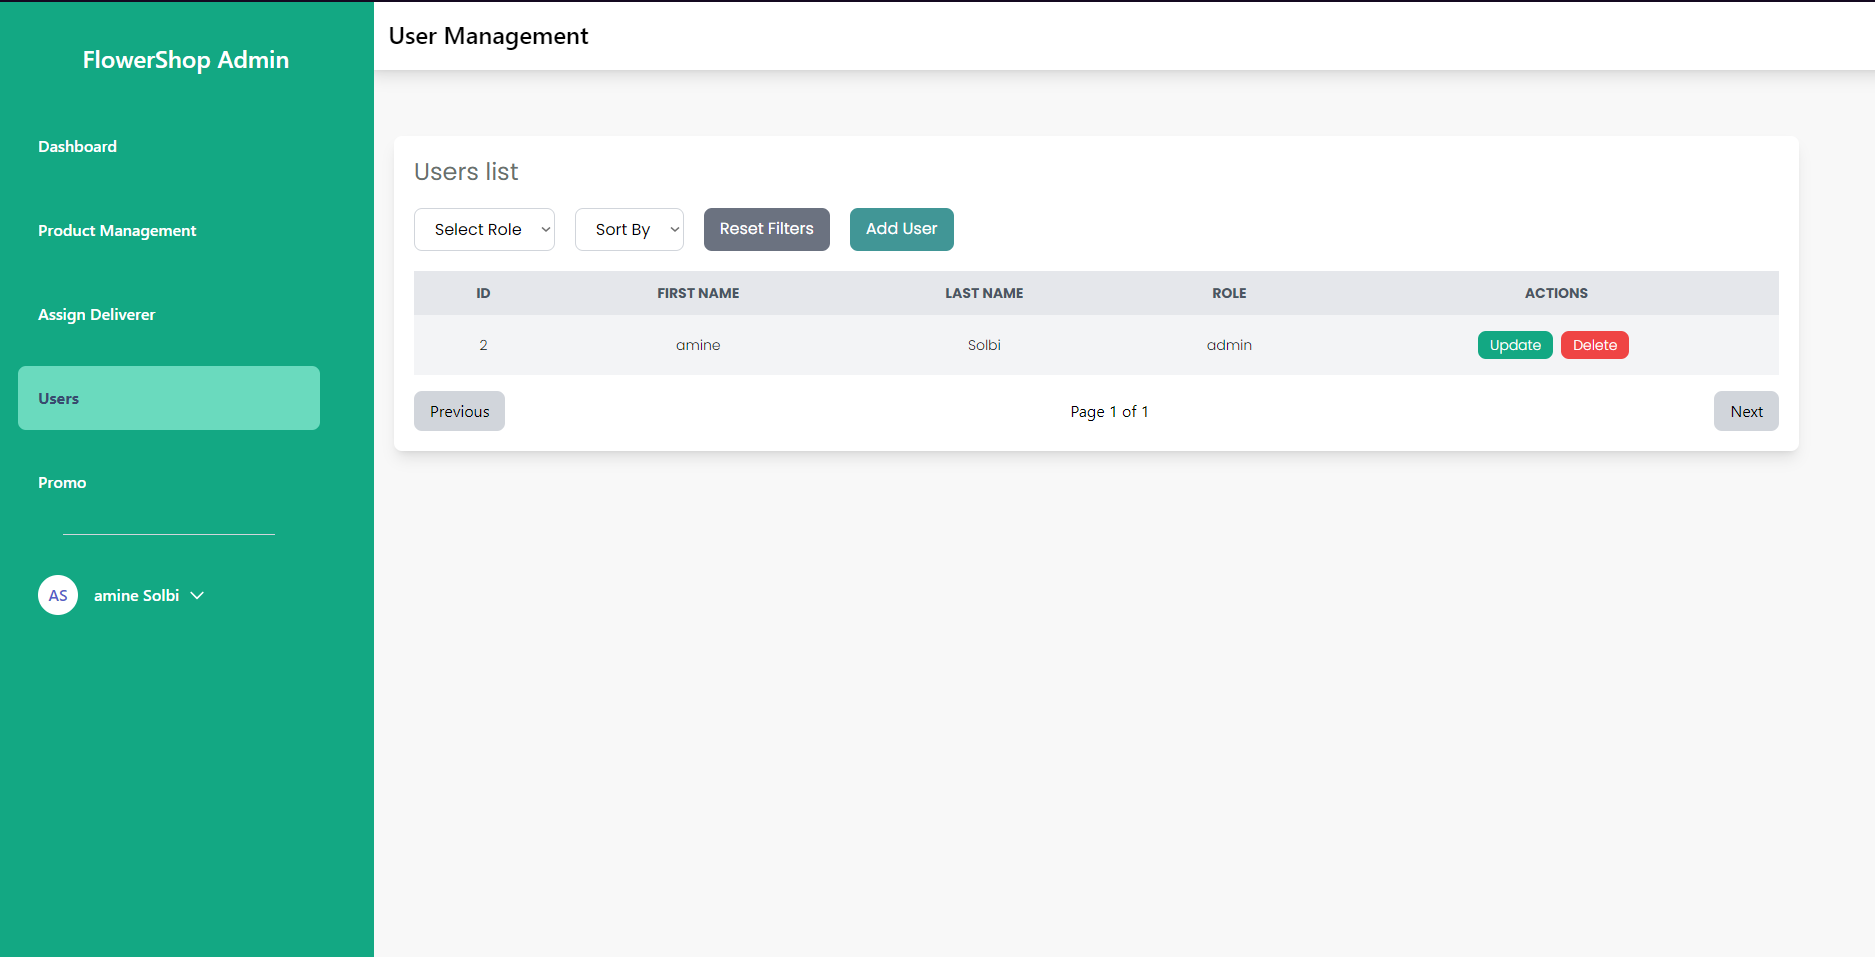 FlowerShop Admin
Dashboard
Product Management
Assign Deliverer
Users
Promo
AS amine Solbi
User Management
Users list
Select Role Sort By Reset Filters Add User
ID FIRST NAME LAST NAME ROLE ACTIONS
2 amine Solbi admin Update Delete
Previous Page 1 of 1 Next